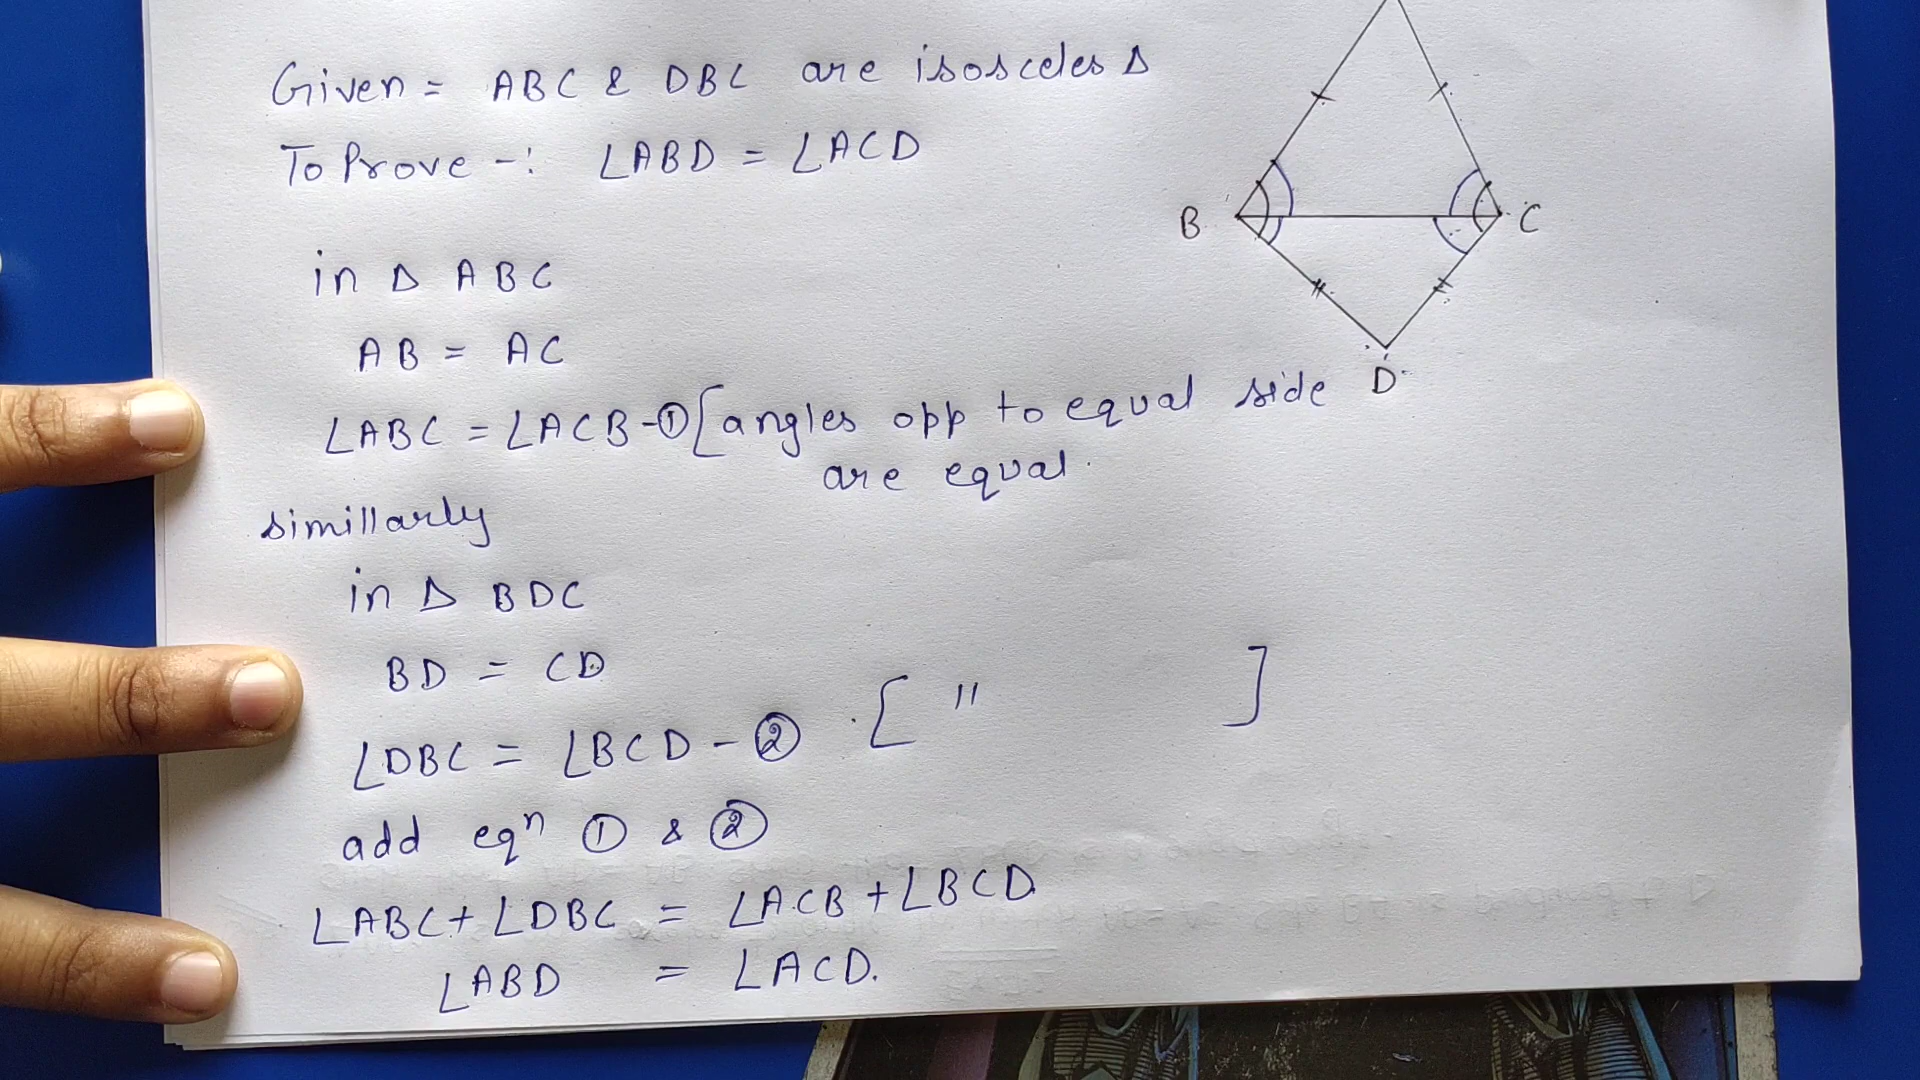 Given = ABC & DBC are isosceles Δ
To Prove -: ∠ABD = ∠ACD
in Δ ABC
AB = AC
∠ABC = ∠ACB - ① [angles opp to equal side
are equal.
simillarly
in Δ BDC
BD = CD
∠DBC = ∠BCD - ② [ " ]
add eqⁿ ① & ②
∠ABC + ∠DBC = ∠ACB + ∠BCD
∠ABD = ∠ACD.
B
C
D